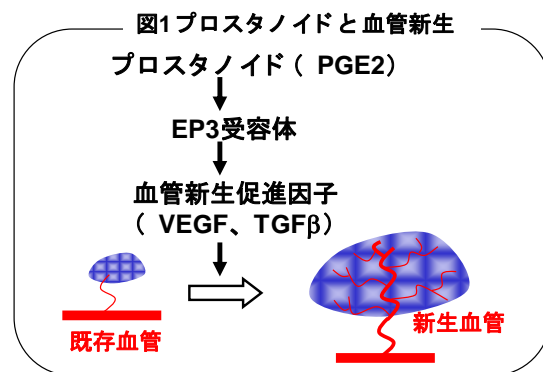 図1プロスタノイドと血管新生
プロスタノイド（ PGE2）
EP3受容体
血管新生促進因子
（ VEGF、TGFβ）
既存血管
新生血管